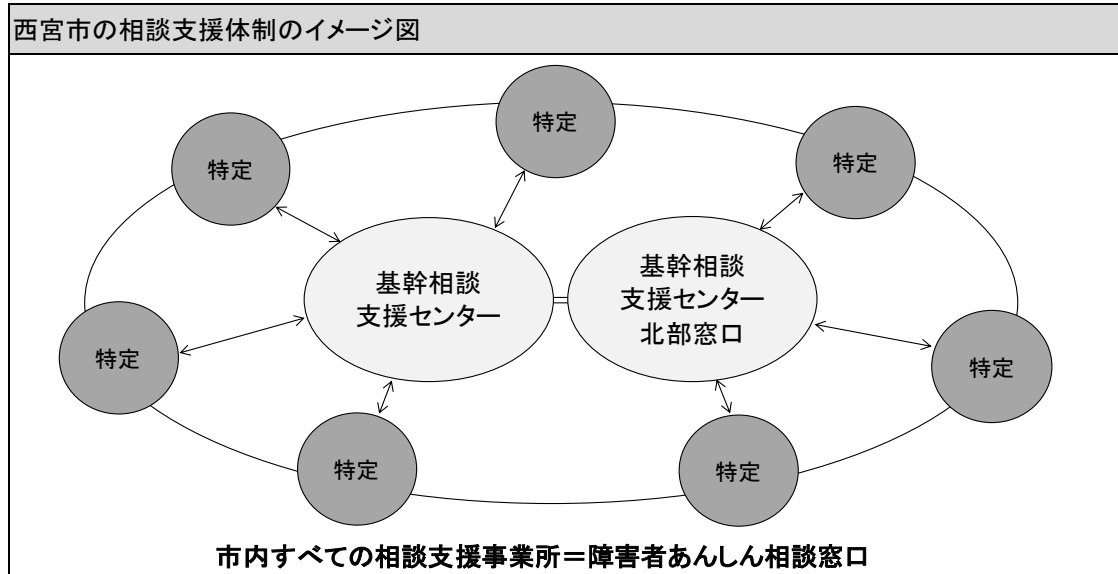 西宮市の相談支援体制のイメージ図
特定
特定
特定
基幹相談
支援センター
基幹相談
支援センター
北部窓口
特定
特定
特定
特定
市内すべての相談支援事業所＝障害者あんしん相談窓口